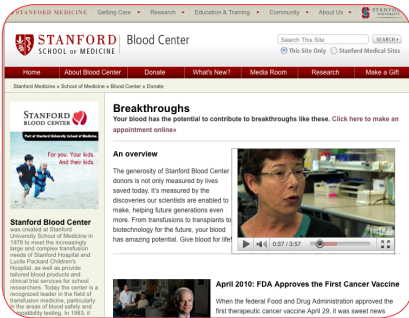 STANFORD MEDICINE Getting Care Research Education & Training Community About Us STANFORD
STANFORD SCHOOL OF MEDICINE Blood Center
Search This Site SEARCH
This Site Only Stanford Medical Sites
Home About Blood Center Donate What's New? Media Room Research Make a Gift
Stanford Medicine » School of Medicine » Blood Center » Donate
STANFORD
BLOOD CENTER
Part of Stanford University School of Medicine
For you. Your kids.
And their kids.
Stanford Blood Center
was created at Stanford
University School of Medicine in
1978 to meet the increasingly
large and complex transfusion
needs of Stanford Hospital and
Lucile Packard Children's
Hospital, as well as provide
tailored blood products and
clinical trial services for school
researchers. Today the center is a
recognized leader in the field of
transfusion medicine, particularly
in the areas of blood safety and
compatibility testing. In 1983, it
Breakthroughs
Your blood has the potential to contribute to breakthroughs like these. Click here to make an
appointment online»
An overview
The generosity of Stanford Blood Center
donors is not only measured by lives
saved today. It's measured by the
discoveries our scientists are enabled to
make, helping future generations even
more. From transfusions to transplants to
biotechnology for the future, your blood
has amazing potential. Give blood for life!
0:37 / 3:57
April 2010: FDA Approves the First Cancer Vaccine
When the federal Food and Drug Administration approved the
first therapeutic cancer vaccine April 29, it was sweet news